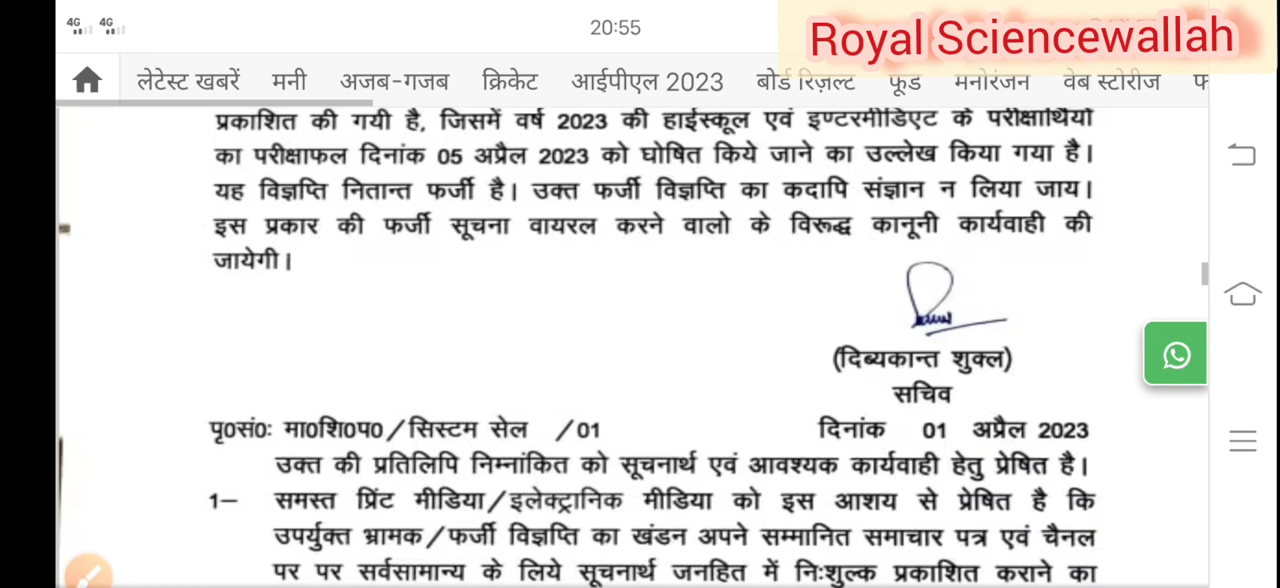 4G 4G 20:55
Royal Sciencewallah
लेटेस्ट खबरें मनी अजब-गजब क्रिकेट आईपीएल 2023 बोर्ड रिज़ल्ट फूड मनोरंजन वेब स्टोरीज
प्रकाशित की गयी है, जिसमें वर्ष 2023 की हाईस्कूल एवं इण्टरमीडिएट के परीक्षार्थियों
का परीक्षाफल दिनांक 05 अप्रैल 2023 को घोषित किये जाने का उल्लेख किया गया है।
यह विज्ञप्ति नितान्त फर्जी है। उक्त फर्जी विज्ञप्ति का कदापि संज्ञान न लिया जाय।
इस प्रकार की फर्जी सूचना वायरल करने वालो के विरूद्ध कानूनी कार्यवाही की
जायेगी।
(दिब्यकान्त शुक्ल)
सचिव
पृ0सं0: मा0शि0प0/सिस्टम सेल /01 दिनांक 01 अप्रैल 2023
उक्त की प्रतिलिपि निम्नांकित को सूचनार्थ एवं आवश्यक कार्यवाही हेतु प्रेषित है।
1- समस्त प्रिंट मीडिया/इलेक्ट्रानिक मीडिया को इस आशय से प्रेषित है कि
उपर्युक्त भ्रामक/फर्जी विज्ञप्ति का खंडन अपने सम्मानित समाचार पत्र एवं चैनल
पर पर सर्वसामान्य के लिये सूचनार्थ जनहित में निःशुल्क प्रकाशित कराने का